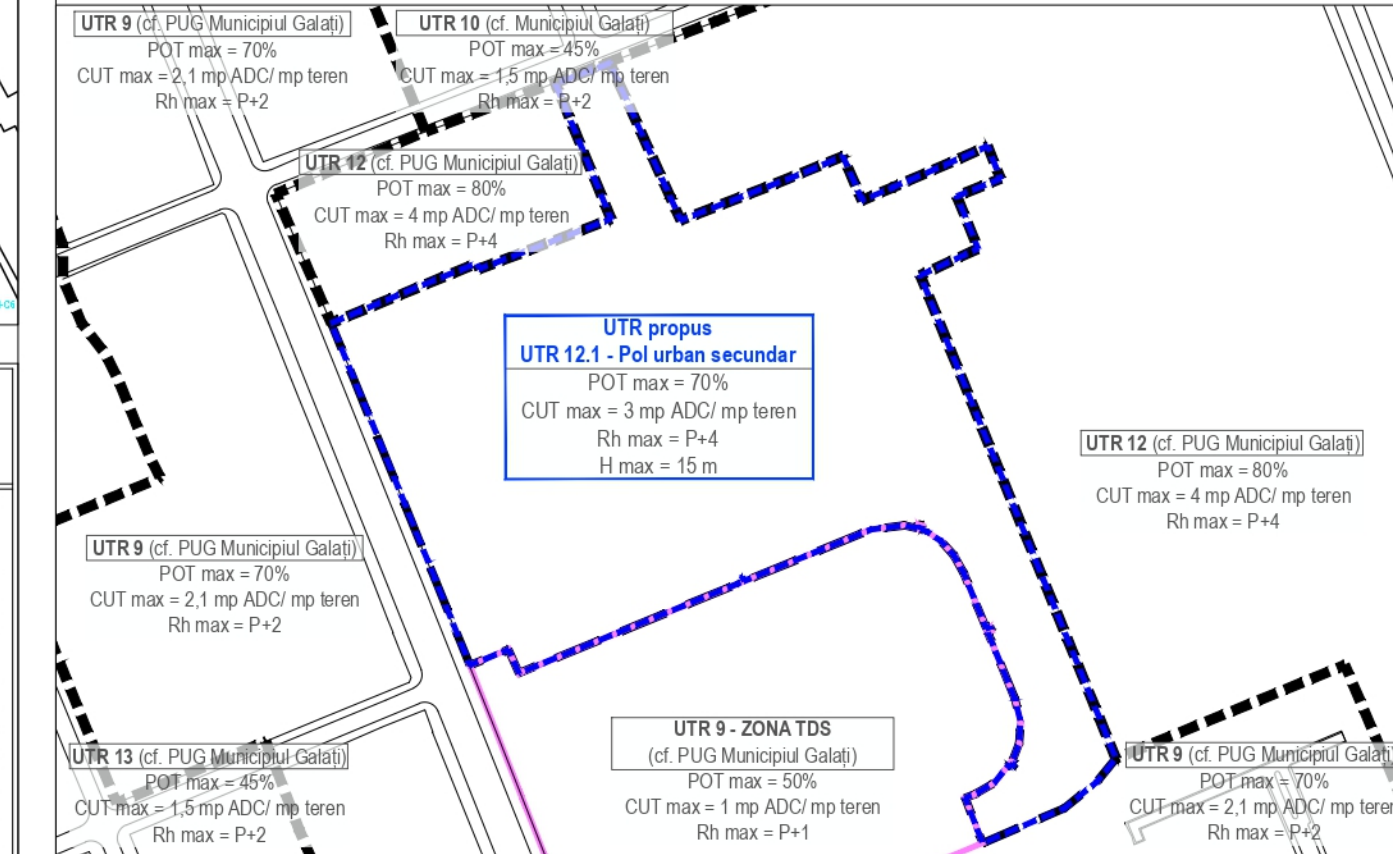 UTR 9 (cf. PUG Municipiul Galați)
POT max = 70%
CUT max = 2,1 mp ADC/ mp teren
Rh max = P+2
UTR 10 (cf. Municipiul Galați)
POT max = 45%
CUT max = 1,5 mp ADC/ mp teren
Rh max = P+2
UTR 12 (cf. PUG Municipiul Galați)
POT max = 80%
CUT max = 4 mp ADC/ mp teren
Rh max = P+4
UTR propus
UTR 12.1 - Pol urban secundar
POT max = 70%
CUT max = 3 mp ADC/ mp teren
Rh max = P+4
H max = 15 m
UTR 12 (cf. PUG Municipiul Galați)
POT max = 80%
CUT max = 4 mp ADC/ mp teren
Rh max = P+4
UTR 9 (cf. PUG Municipiul Galați)
POT max = 70%
CUT max = 2,1 mp ADC/ mp teren
Rh max = P+2
UTR 13 (cf. PUG Municipiul Galați)
POT max = 45%
CUT max = 1,5 mp ADC/ mp teren
Rh max = P+2
UTR 9 - ZONA TDS
(cf. PUG Municipiul Galați)
POT max = 50%
CUT max = 1 mp ADC/ mp teren
Rh max = P+1
UTR 9 (cf. PUG Municipiul Galați
POT max = 70%
CUT max = 2,1 mp ADC/ mp teren
Rh max = P+2